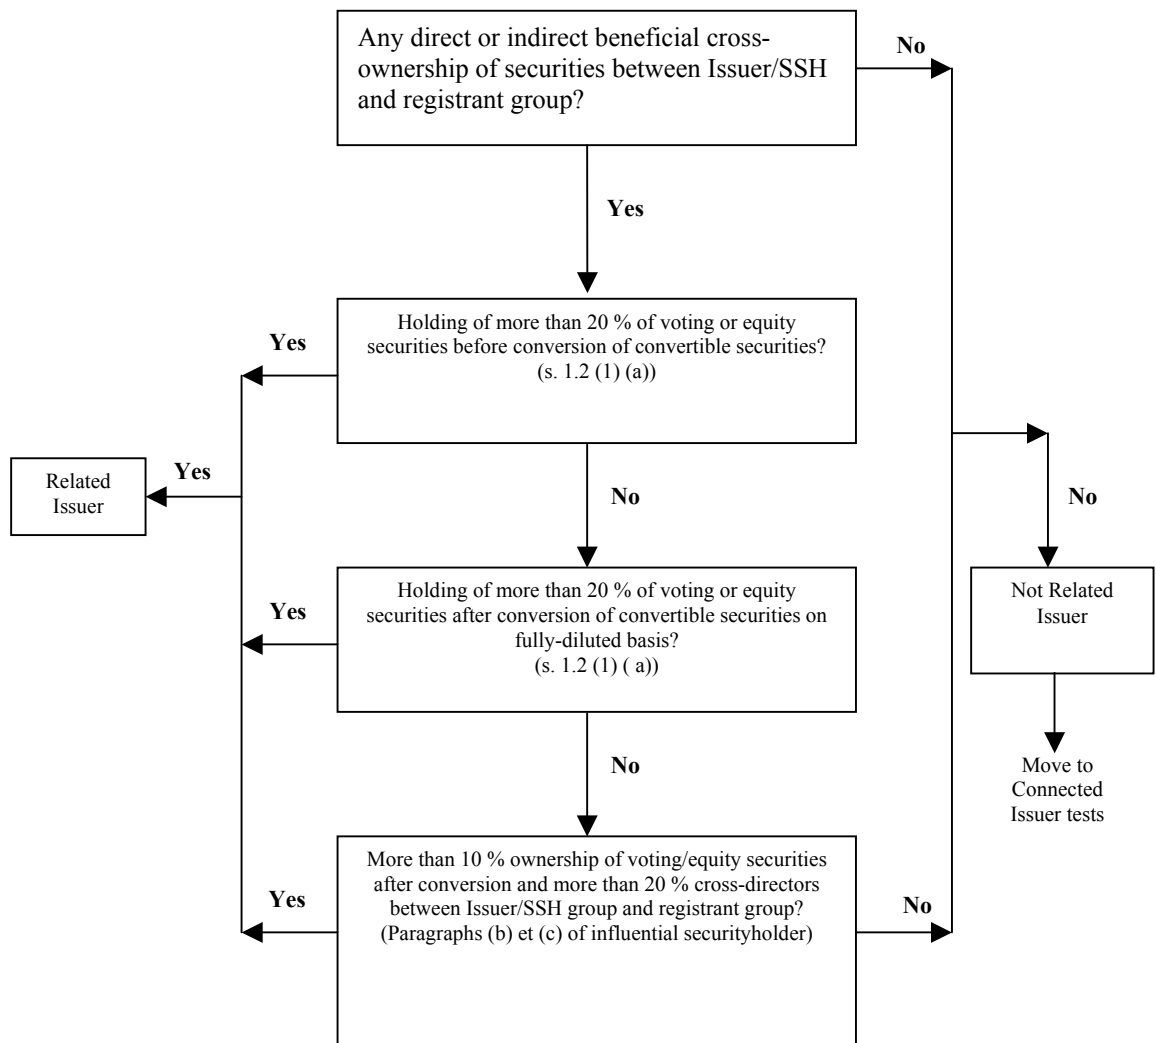 Any direct or indirect beneficial cross-
ownership of securities between Issuer/SSH
and registrant group?
No
Yes
Holding of more than 20 % of voting or equity
securities before conversion of convertible securities?
(s. 1.2 (1) (a))
Yes
Related
Issuer
Yes
No
No
Holding of more than 20 % of voting or equity
securities after conversion of convertible securities on
fully-diluted basis?
(s. 1.2 (1) ( a))
Yes
Not Related
Issuer
No
Move to
Connected
Issuer tests
More than 10 % ownership of voting/equity securities
after conversion and more than 20 % cross-directors
between Issuer/SSH group and registrant group?
(Paragraphs (b) et (c) of influential securityholder)
Yes
No